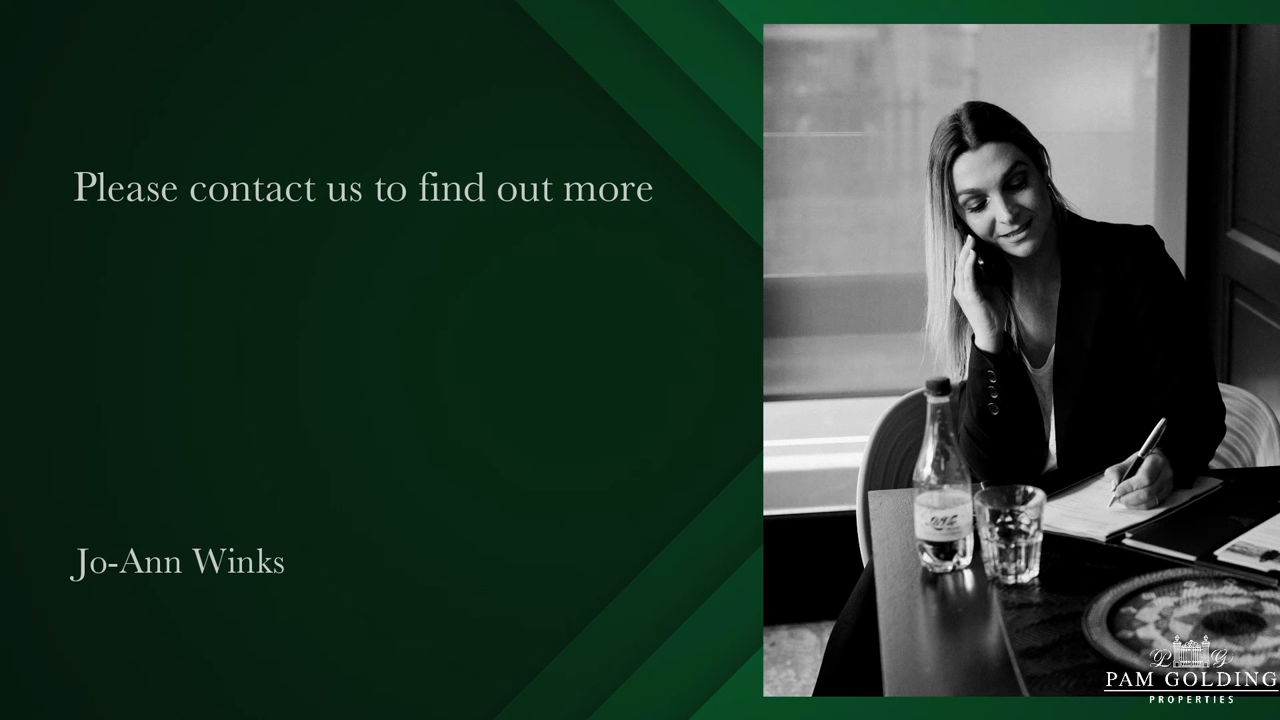 Please contact us to find out more
Jo-Ann Winks
P G
PAM GOLDING
PROPERTIES